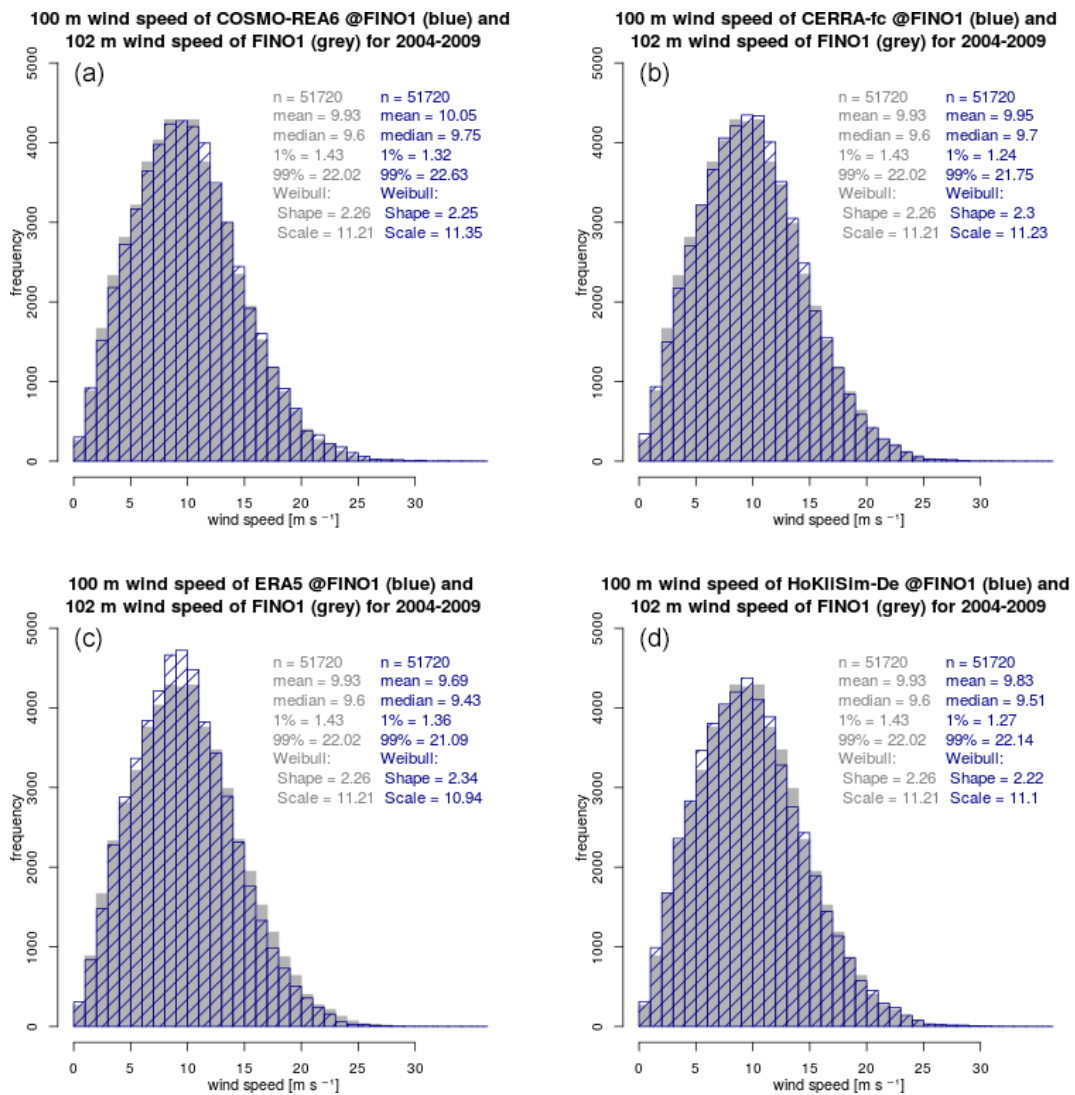 100 m wind speed of COSMO-REA6 @FINO1 (blue) and
102 m wind speed of FINO1 (grey) for 2004-2009
(a)
n = 51720 n = 51720
mean = 9.93 mean = 10.05
median = 9.6 median = 9.75
1% = 1.43 1% = 1.32
99% = 22.02 99% = 22.63
Weibull: Weibull:
Shape = 2.26 Shape = 2.25
Scale = 11.21 Scale = 11.35
frequency
0 1000 2000 3000 4000 5000
0 5 10 15 20 25 30
wind speed [m s ⁻¹]
100 m wind speed of CERRA-fc @FINO1 (blue) and
102 m wind speed of FINO1 (grey) for 2004-2009
(b)
n = 51720 n = 51720
mean = 9.93 mean = 9.95
median = 9.6 median = 9.7
1% = 1.43 1% = 1.24
99% = 22.02 99% = 21.75
Weibull: Weibull:
Shape = 2.26 Shape = 2.3
Scale = 11.21 Scale = 11.23
frequency
0 1000 2000 3000 4000 5000
0 5 10 15 20 25 30
wind speed [m s ⁻¹]
100 m wind speed of ERA5 @FINO1 (blue) and
102 m wind speed of FINO1 (grey) for 2004-2009
(c)
n = 51720 n = 51720
mean = 9.93 mean = 9.69
median = 9.6 median = 9.43
1% = 1.43 1% = 1.36
99% = 22.02 99% = 21.09
Weibull: Weibull:
Shape = 2.26 Shape = 2.34
Scale = 11.21 Scale = 10.94
frequency
0 1000 2000 3000 4000 5000
0 5 10 15 20 25 30
wind speed [m s ⁻¹]
100 m wind speed of HoKliSim-De @FINO1 (blue) and
102 m wind speed of FINO1 (grey) for 2004-2009
(d)
n = 51720 n = 51720
mean = 9.93 mean = 9.83
median = 9.6 median = 9.51
1% = 1.43 1% = 1.27
99% = 22.02 99% = 22.14
Weibull: Weibull:
Shape = 2.26 Shape = 2.22
Scale = 11.21 Scale = 11.1
frequency
0 1000 2000 3000 4000 5000
0 5 10 15 20 25 30
wind speed [m s ⁻¹]